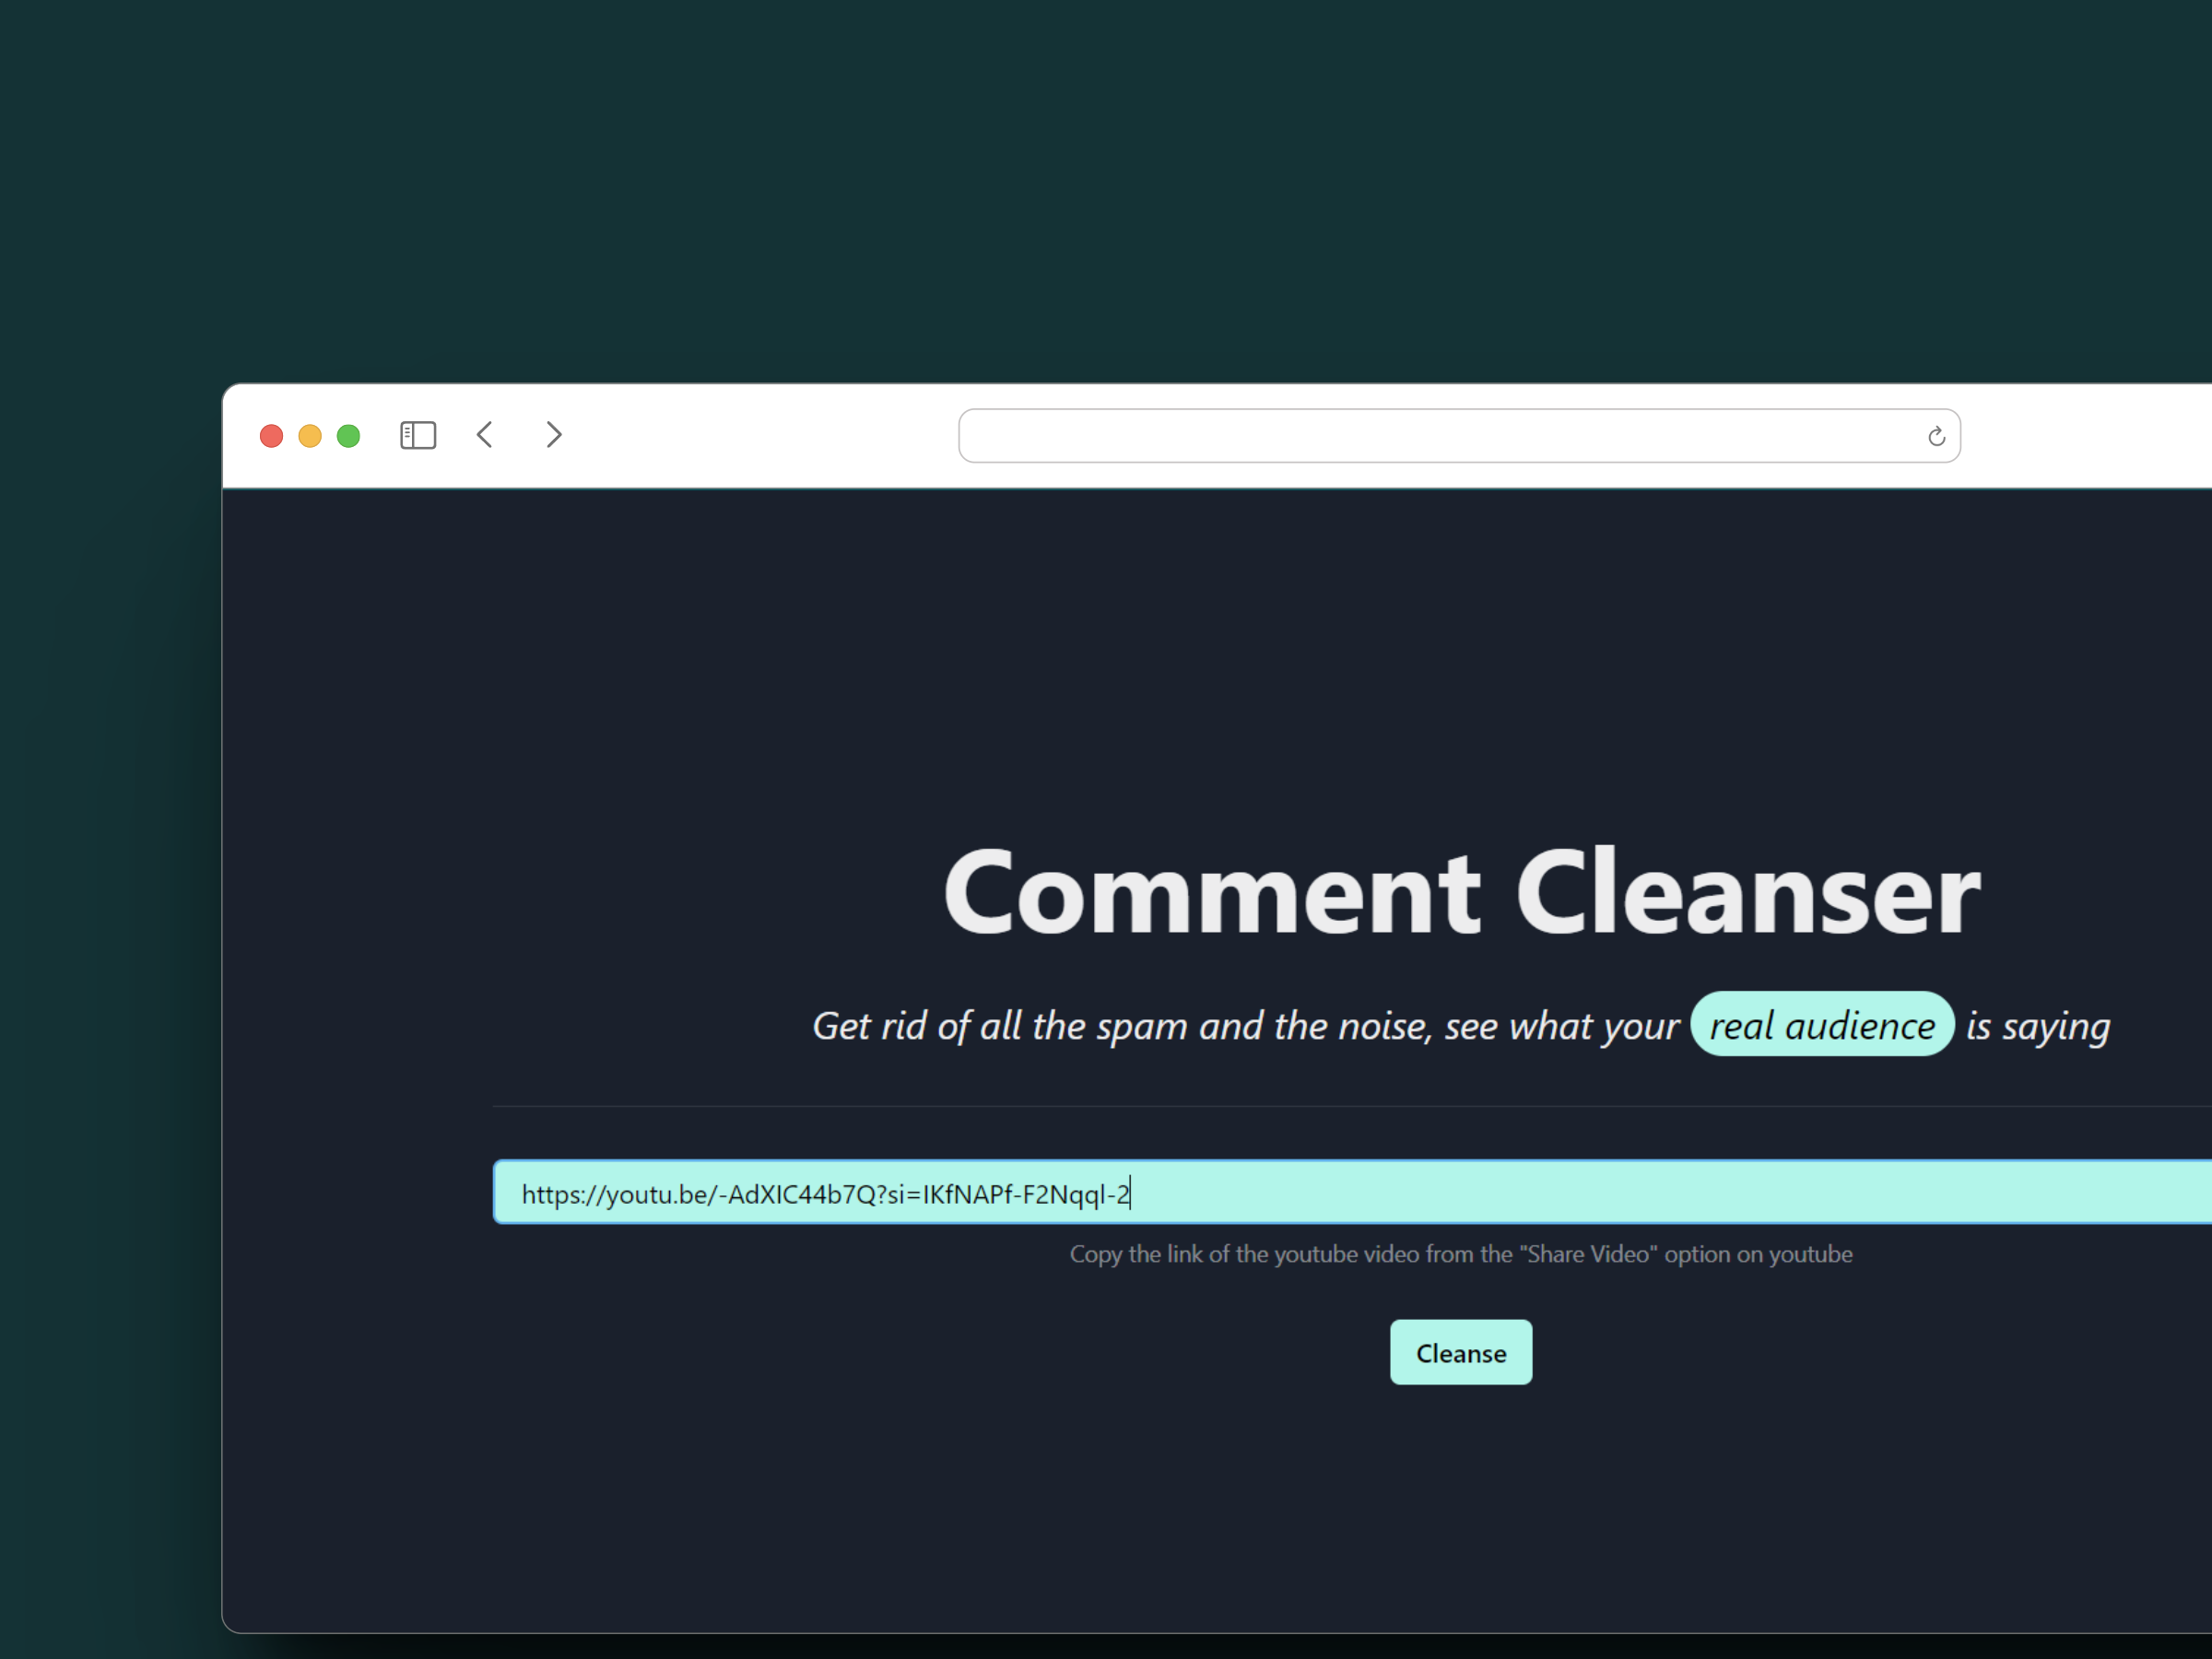 Comment Cleanser
Get rid of all the spam and the noise, see what your real audience is saying
https://youtu.be/-AdXIC44b7Q?si=IKfNAPf-F2Nqql-2
Copy the link of the youtube video from the "Share Video" option on youtube
Cleanse